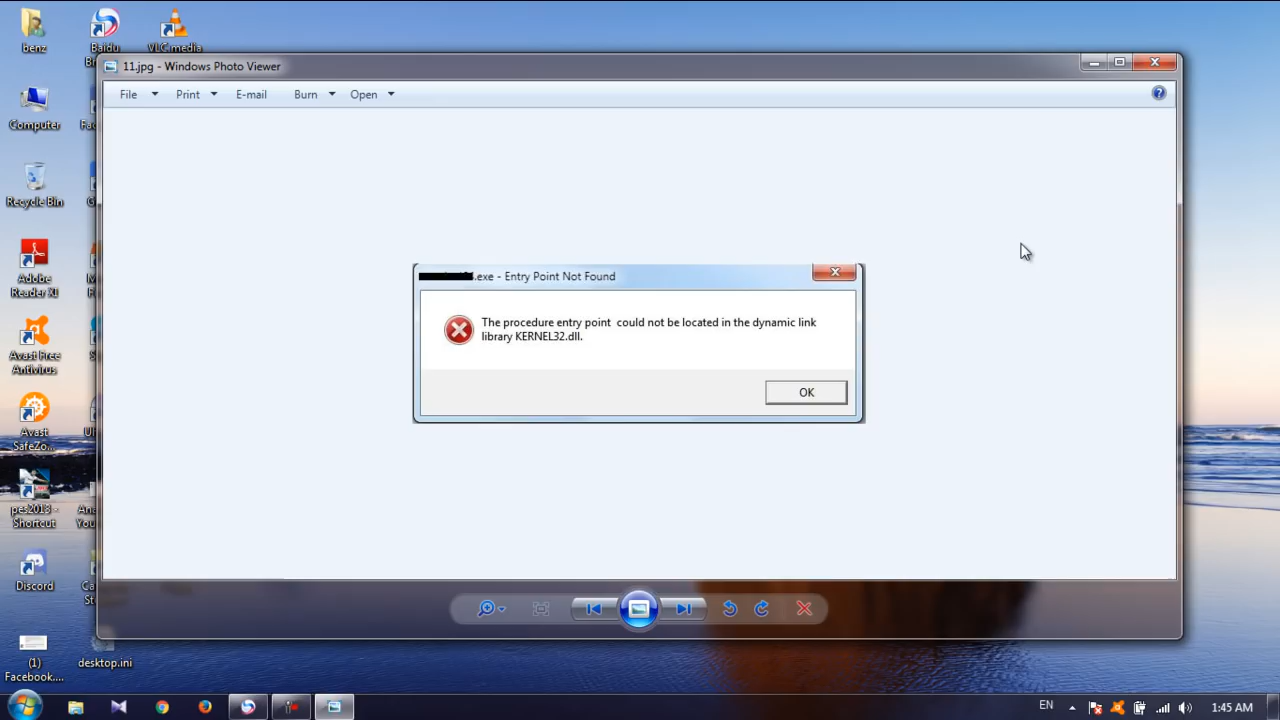 benz
Baidu
VLC media
11.jpg - Windows Photo Viewer
File
Print
E-mail
Burn
Open
Computer
Recycle Bin
.exe - Entry Point Not Found
The procedure entry point could not be located in the dynamic link
library KERNEL32.dll.
OK
Adobe
Reader XI
Avast Free
Antivirus
Avast
SafeZo...
pes2013 -
Shortcut
Discord
(1)
Facebook....
desktop.ini
EN
1:45 AM